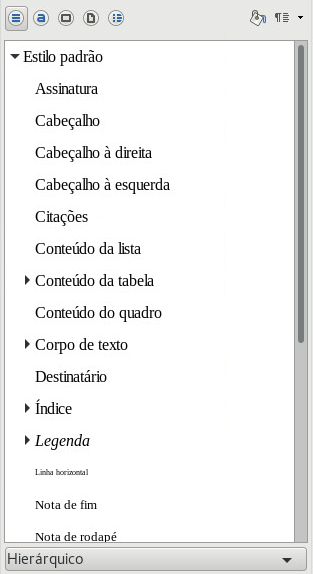 Estilo padrão
Assinatura
Cabeçalho
Cabeçalho à direita
Cabeçalho à esquerda
Citações
Conteúdo da lista
Conteúdo da tabela
Conteúdo do quadro
Corpo de texto
Destinatário
Índice
Legenda
Linha horizontal
Nota de fim
Nota de rodapé
Hierárquico